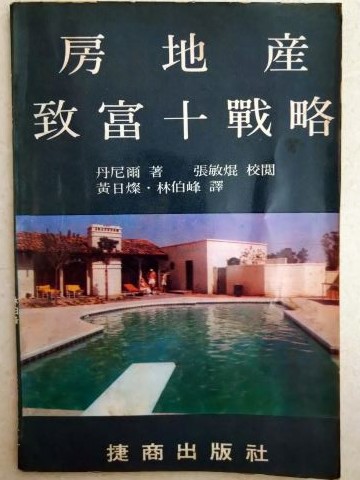 房地產
致富十戰略
丹尼爾 著 張敏焜 校閱
黃日燦·林伯峰 譯
捷商出版社